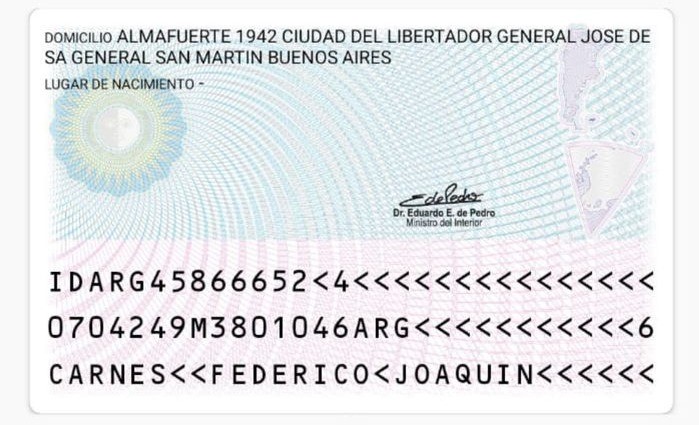 DOMICILIO ALMAFUERTE 1942 CIUDAD DEL LIBERTADOR GENERAL JOSE DE
SA GENERAL SAN MARTIN BUENOS AIRES
LUGAR DE NACIMIENTO -
EdePedro
Dr. Eduardo E. de Pedro
Ministro del Interior
IDARG45866652<4<<<<<<<<<<<<<<<
0704249M3801046ARG<<<<<<<<<<<6
CARNES<<FEDERICO<JOAQUIN<<<<<<